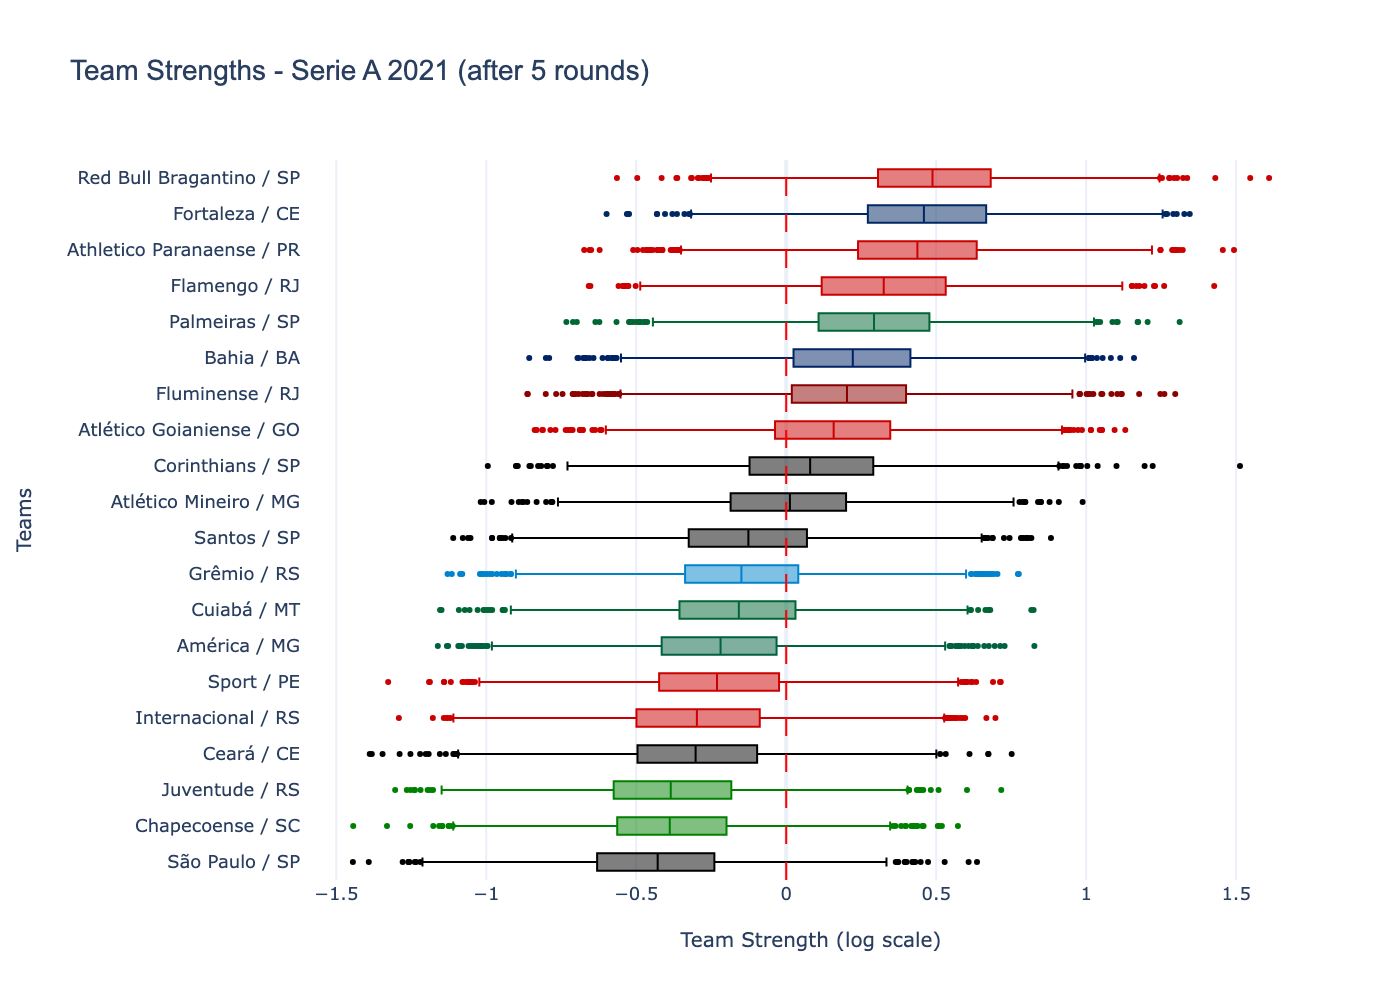 Team Strengths - Serie A 2021 (after 5 rounds)
Teams
Red Bull Bragantino / SP
Fortaleza / CE
Athletico Paranaense / PR
Flamengo / RJ
Palmeiras / SP
Bahia / BA
Fluminense / RJ
Atlético Goianiense / GO
Corinthians / SP
Atlético Mineiro / MG
Santos / SP
Grêmio / RS
Cuiabá / MT
América / MG
Sport / PE
Internacional / RS
Ceará / CE
Juventude / RS
Chapecoense / SC
São Paulo / SP
−1.5 −1 −0.5 0 0.5 1 1.5
Team Strength (log scale)